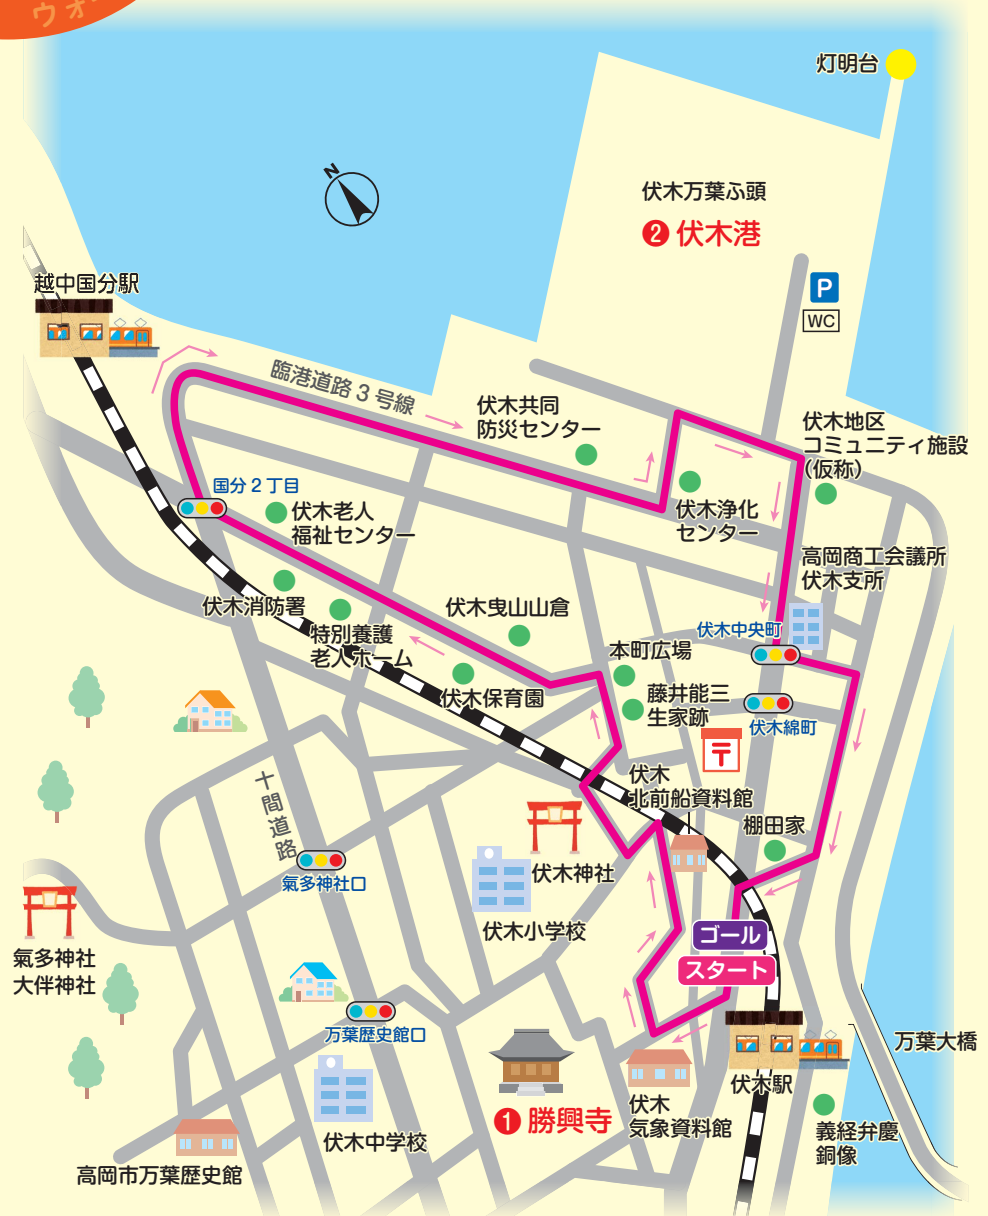 ウォ
灯明台
N
伏木万葉ふ頭
❷ 伏木港
越中国分駅
P
WC
臨港道路3号線
伏木共同
防災センター
伏木地区
コミュニティ施設
(仮称)
国分2丁目
伏木老人
福祉センター
伏木浄化
センター
高岡商工会議所
伏木支所
伏木消防署
特別養護
老人ホーム
伏木曳山山倉
伏木中央町
本町広場
伏木保育園
藤井能三
生家跡
伏木綿町
〒
伏木
北前船資料館
十間道路
棚田家
氣多神社口
伏木神社
伏木小学校
ゴール
スタート
氣多神社
大伴神社
万葉歴史館口
万葉大橋
伏木駅
❶ 勝興寺
伏木
気象資料館
義経弁慶
銅像
伏木中学校
高岡市万葉歴史館